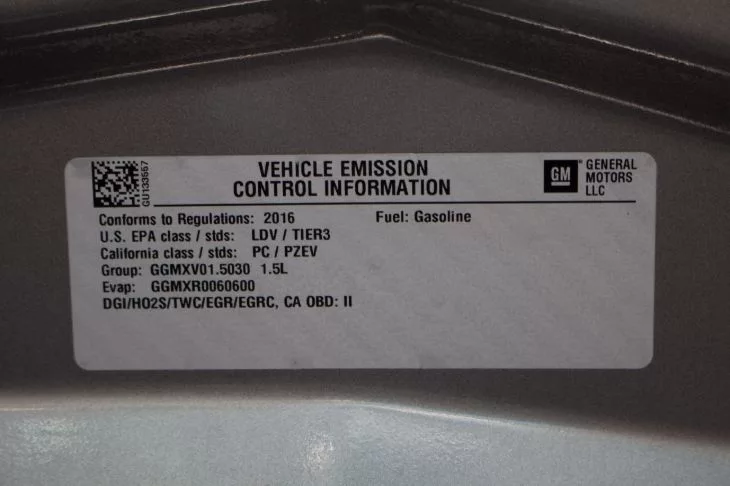 VEHICLE EMISSION
CONTROL INFORMATION
GU133557
GM
GENERAL
MOTORS
LLC
Conforms to Regulations: 2016 Fuel: Gasoline
U.S. EPA class / stds: LDV / TIER3
California class / stds: PC / PZEV
Group: GGMXV01.5030 1.5L
Evap: GGMXR0060600
DGI/HO2S/TWC/EGR/EGRC, CA OBD: II